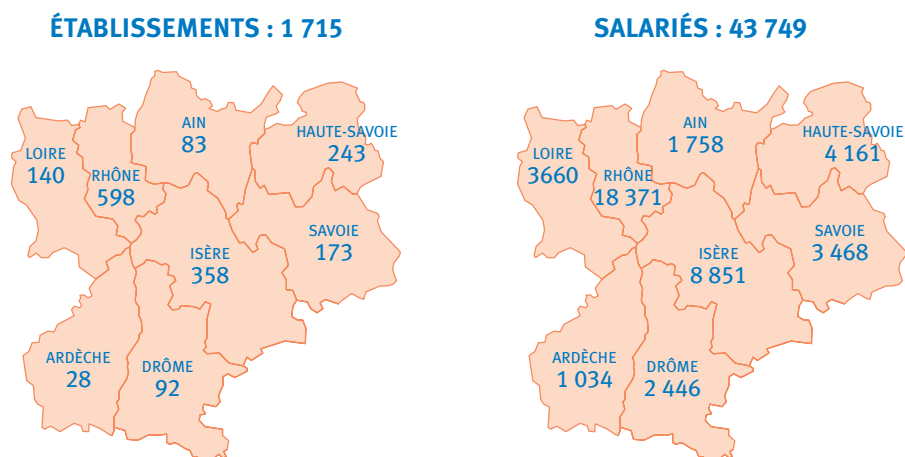 ÉTABLISSEMENTS : 1 715
AIN
83
HAUTE-SAVOIE
243
LOIRE
140
RHÔNE
598
SAVOIE
173
ISÈRE
358
ARDÈCHE
28
DRÔME
92
SALARIÉS : 43 749
AIN
1 758
HAUTE-SAVOIE
4 161
LOIRE
3660
RHÔNE
18 371
SAVOIE
3 468
ISÈRE
8 851
ARDÈCHE
1 034
DRÔME
2 446